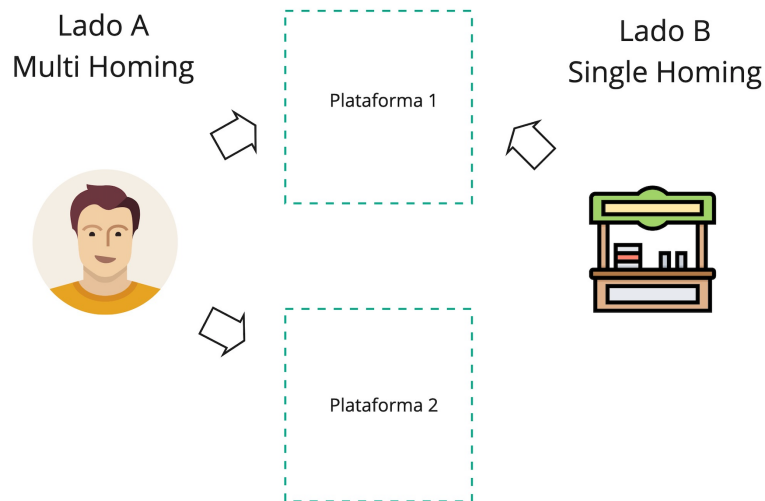 Lado A
Multi Homing
Plataforma 1
Lado B
Single Homing
Plataforma 2